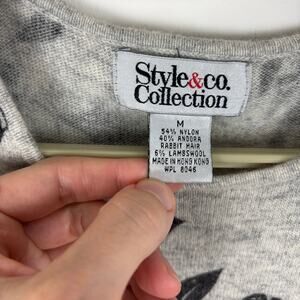 Style&co.
Collection
M
54% NYLON
40% ANGORA
RABBIT HAIR
6% LAMBSWOOL
MADE IN HONG KONG
WPL 8046